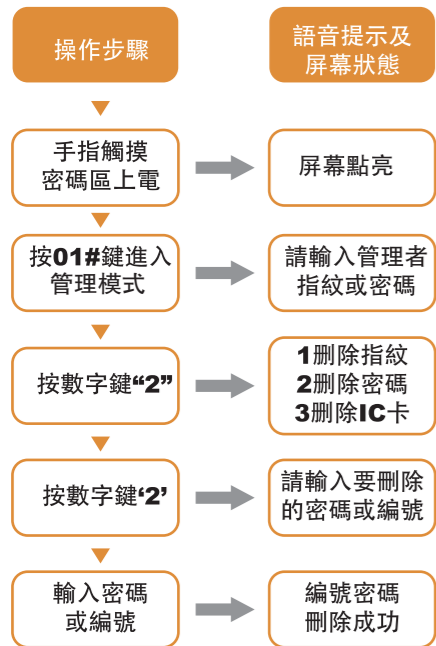 操作步驟
語音提示及
屏幕狀態
手指觸摸
密碼區上電
屏幕點亮
按01#鍵進入
管理模式
請輸入管理者
指紋或密碼
按數字鍵“2”
1刪除指紋
2刪除密碼
3刪除IC卡
按數字鍵‘2’
請輸入要刪除
的密碼或編號
輸入密碼
或編號
編號密碼
刪除成功